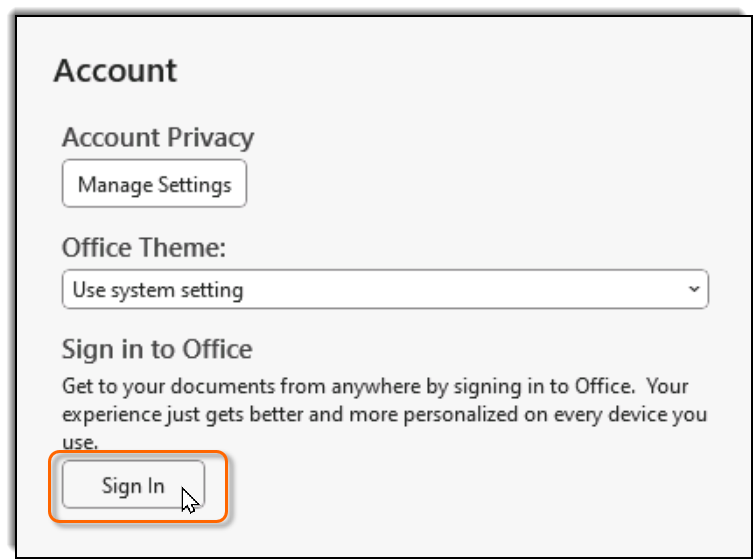 Account
Account Privacy
Manage Settings
Office Theme:
Use system setting
Sign in to Office
Get to your documents from anywhere by signing in to Office.  Your
experience just gets better and more personalized on every device you
use.
Sign In